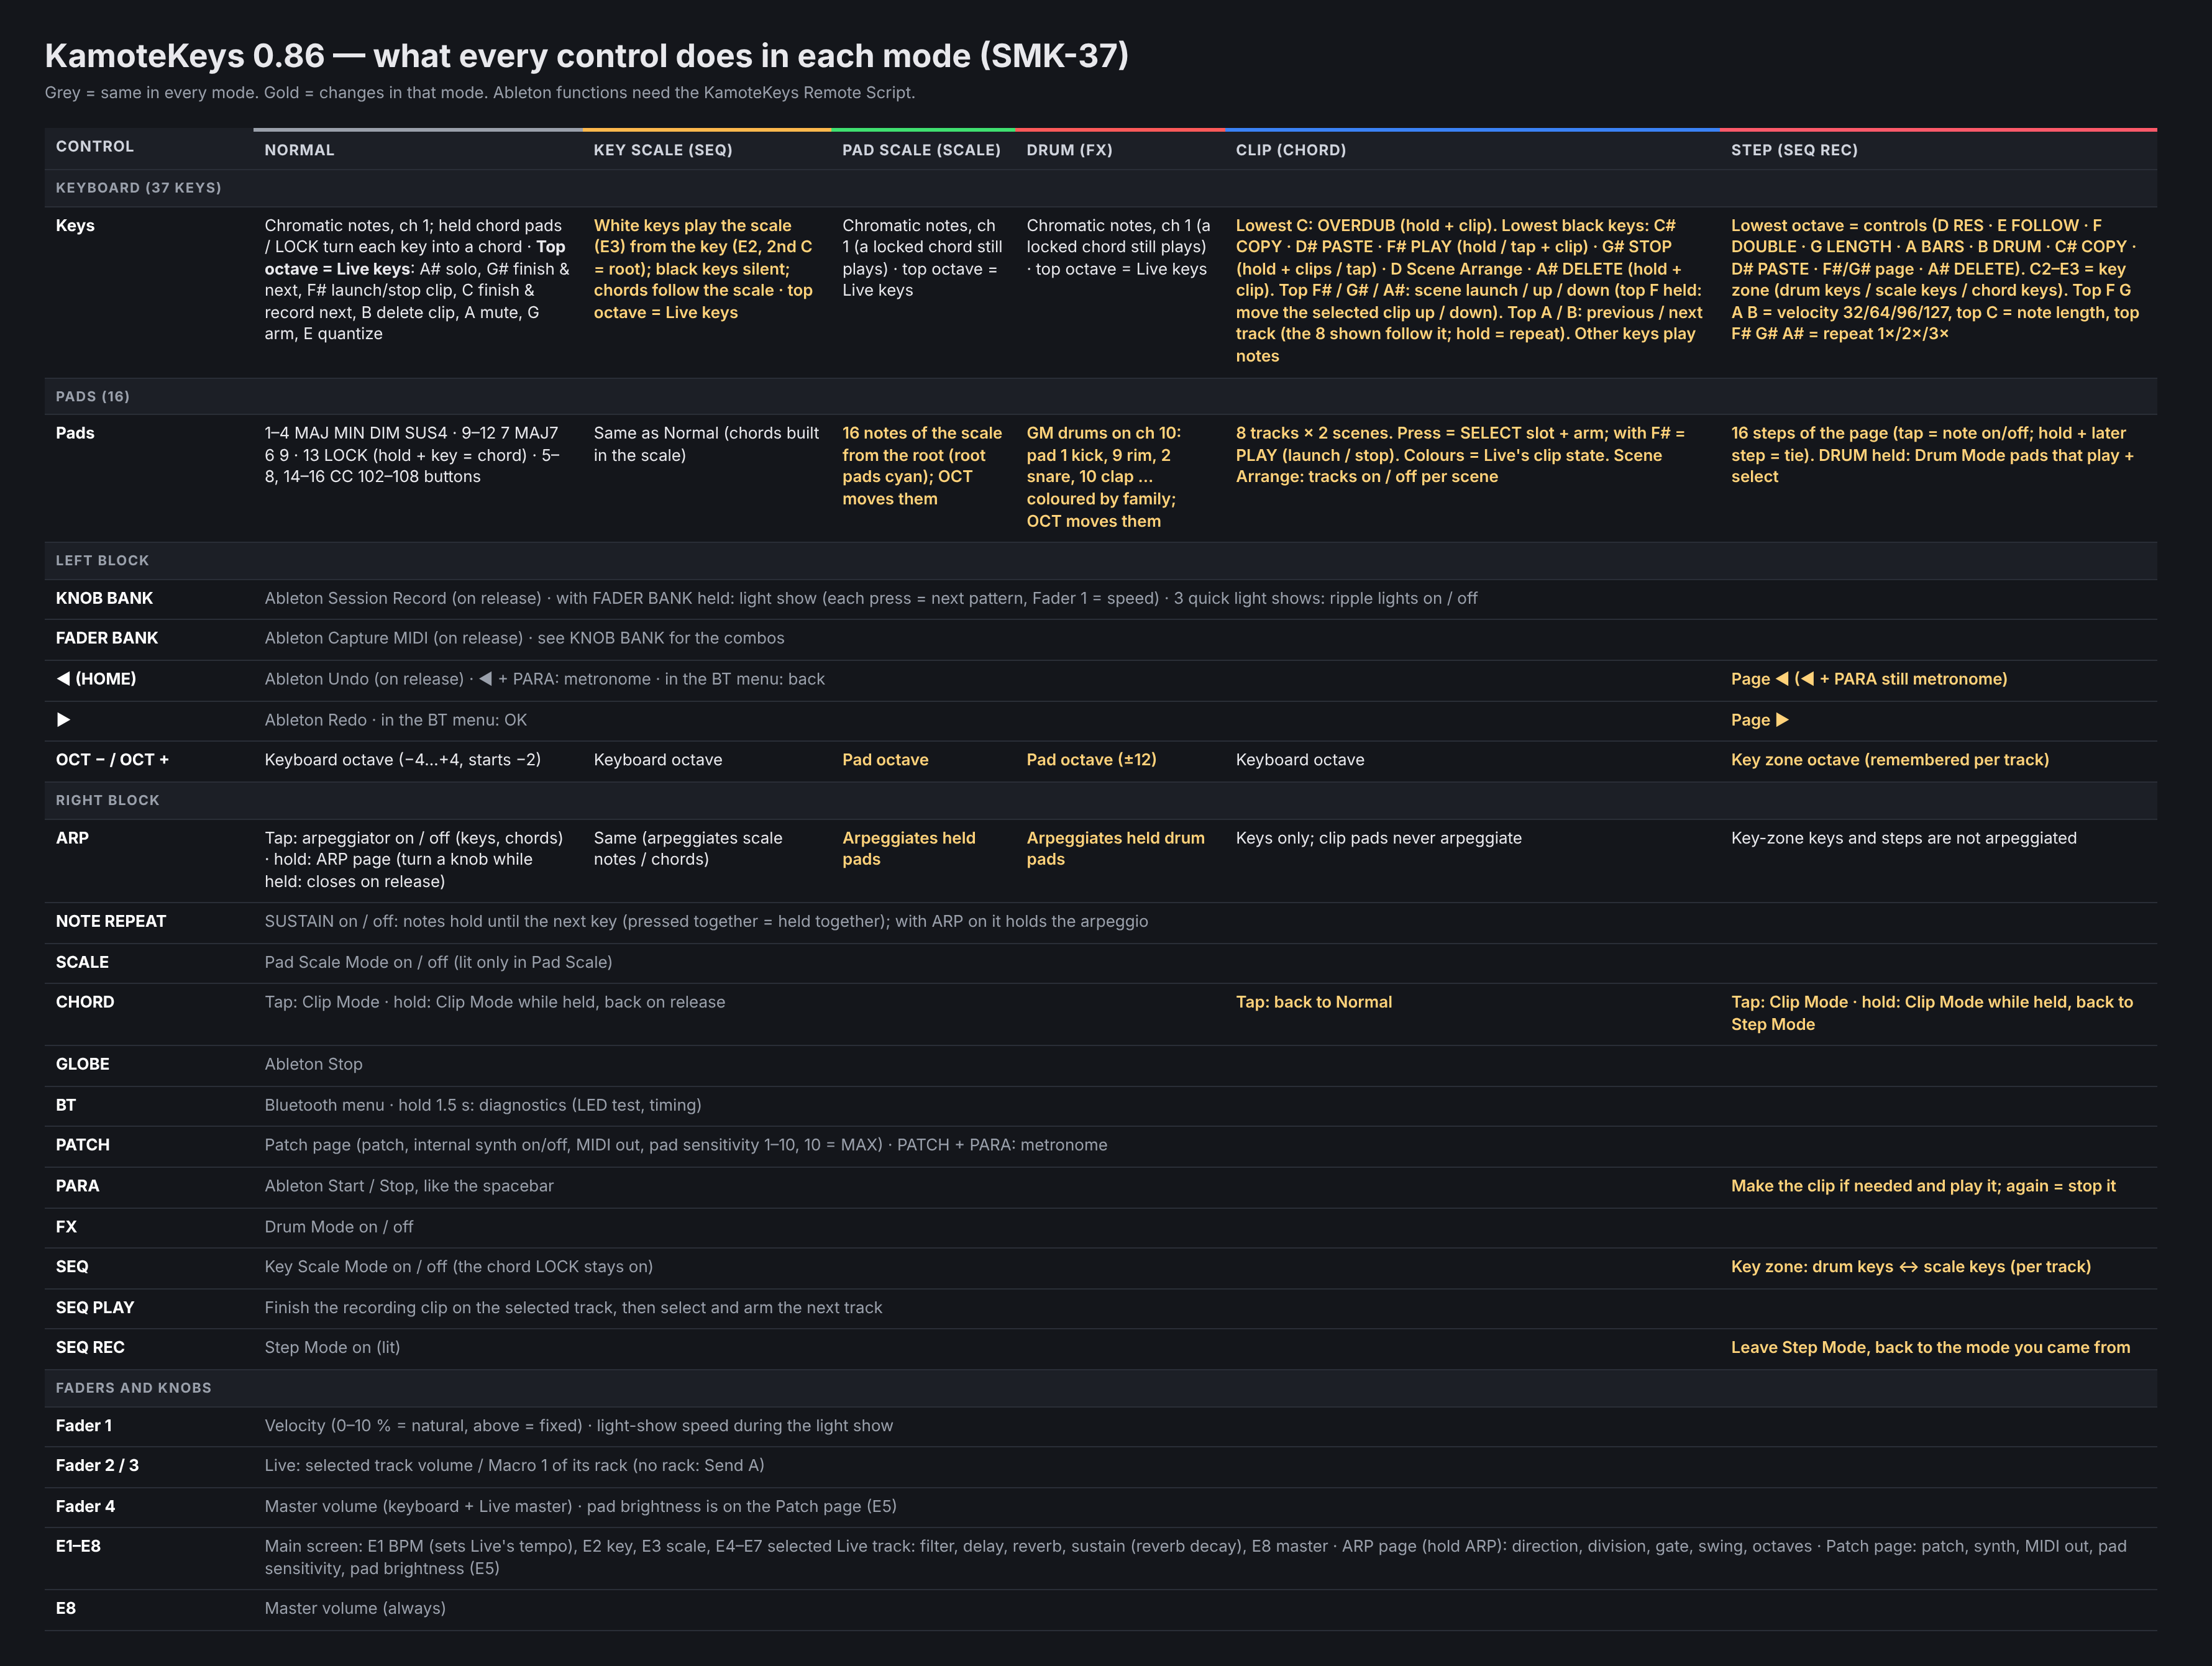 KamoteKeys 0.86 — what every control does in each mode (SMK-37)
Grey = same in every mode. Gold = changes in that mode. Ableton functions need the KamoteKeys Remote Script.
CONTROL
NORMAL
KEY SCALE (SEQ)
PAD SCALE (SCALE)
DRUM (FX)
CLIP (CHORD)
STEP (SEQ REC)
KEYBOARD (37 KEYS)
Keys
Chromatic notes, ch 1; held chord pads
/ LOCK turn each key into a chord · Top
octave = Live keys: A# solo, G# finish &
next, F# launch/stop clip, C finish &
record next, B delete clip, A mute, G
arm, E quantize
White keys play the scale
(E3) from the key (E2, 2nd C
= root); black keys silent;
chords follow the scale · top
octave = Live keys
Chromatic notes, ch
1 (a locked chord still
plays) · top octave =
Live keys
Chromatic notes, ch 1 (a
locked chord still plays)
· top octave = Live keys
Lowest C: OVERDUB (hold + clip). Lowest black keys: C#
COPY · D# PASTE · F# PLAY (hold / tap + clip) · G# STOP
(hold + clips / tap) · D Scene Arrange · A# DELETE (hold +
clip). Top F# / G# / A#: scene launch / up / down (top F held:
move the selected clip up / down). Top A / B: previous / next
track (the 8 shown follow it; hold = repeat). Other keys play
notes
Lowest octave = controls (D RES · E FOLLOW · F
DOUBLE · G LENGTH · A BARS · B DRUM · C# COPY ·
D# PASTE · F#/G# page · A# DELETE). C2–E3 = key
zone (drum keys / scale keys / chord keys). Top F G
A B = velocity 32/64/96/127, top C = note length, top
F# G# A# = repeat 1×/2×/3×
PADS (16)
Pads
1–4 MAJ MIN DIM SUS4 · 9–12 7 MAJ7
6 9 · 13 LOCK (hold + key = chord) · 5–
8, 14–16 CC 102–108 buttons
Same as Normal (chords built
in the scale)
16 notes of the scale
from the root (root
pads cyan); OCT
moves them
GM drums on ch 10:
pad 1 kick, 9 rim, 2
snare, 10 clap ...
coloured by family;
OCT moves them
8 tracks × 2 scenes. Press = SELECT slot + arm; with F# =
PLAY (launch / stop). Colours = Live's clip state. Scene
Arrange: tracks on / off per scene
16 steps of the page (tap = note on/off; hold + later
step = tie). DRUM held: Drum Mode pads that play +
select
LEFT BLOCK
KNOB BANK
Ableton Session Record (on release) · with FADER BANK held: light show (each press = next pattern, Fader 1 = speed) · 3 quick light shows: ripple lights on / off
FADER BANK
Ableton Capture MIDI (on release) · see KNOB BANK for the combos
◀ (HOME)
Ableton Undo (on release) · ◀ + PARA: metronome · in the BT menu: back
Page ◀ (◀ + PARA still metronome)
▶
Ableton Redo · in the BT menu: OK
Page ▶
OCT − / OCT +
Keyboard octave (−4...+4, starts −2)
Keyboard octave
Pad octave
Pad octave (±12)
Keyboard octave
Key zone octave (remembered per track)
RIGHT BLOCK
ARP
Tap: arpeggiator on / off (keys, chords)
· hold: ARP page (turn a knob while
held: closes on release)
Same (arpeggiates scale
notes / chords)
Arpeggiates held
pads
Arpeggiates held drum
pads
Keys only; clip pads never arpeggiate
Key-zone keys and steps are not arpeggiated
NOTE REPEAT
SUSTAIN on / off: notes hold until the next key (pressed together = held together); with ARP on it holds the arpeggio
SCALE
Pad Scale Mode on / off (lit only in Pad Scale)
CHORD
Tap: Clip Mode · hold: Clip Mode while held, back on release
Tap: back to Normal
Tap: Clip Mode · hold: Clip Mode while held, back to
Step Mode
GLOBE
Ableton Stop
BT
Bluetooth menu · hold 1.5 s: diagnostics (LED test, timing)
PATCH
Patch page (patch, internal synth on/off, MIDI out, pad sensitivity 1–10, 10 = MAX) · PATCH + PARA: metronome
PARA
Ableton Start / Stop, like the spacebar
Make the clip if needed and play it; again = stop it
FX
Drum Mode on / off
SEQ
Key Scale Mode on / off (the chord LOCK stays on)
Key zone: drum keys ↔ scale keys (per track)
SEQ PLAY
Finish the recording clip on the selected track, then select and arm the next track
SEQ REC
Step Mode on (lit)
Leave Step Mode, back to the mode you came from
FADERS AND KNOBS
Fader 1
Velocity (0–10 % = natural, above = fixed) · light-show speed during the light show
Fader 2 / 3
Live: selected track volume / Macro 1 of its rack (no rack: Send A)
Fader 4
Master volume (keyboard + Live master) · pad brightness is on the Patch page (E5)
E1–E8
Main screen: E1 BPM (sets Live's tempo), E2 key, E3 scale, E4–E7 selected Live track: filter, delay, reverb, sustain (reverb decay), E8 master · ARP page (hold ARP): direction, division, gate, swing, octaves · Patch page: patch, synth, MIDI out, pad
sensitivity, pad brightness (E5)
E8
Master volume (always)